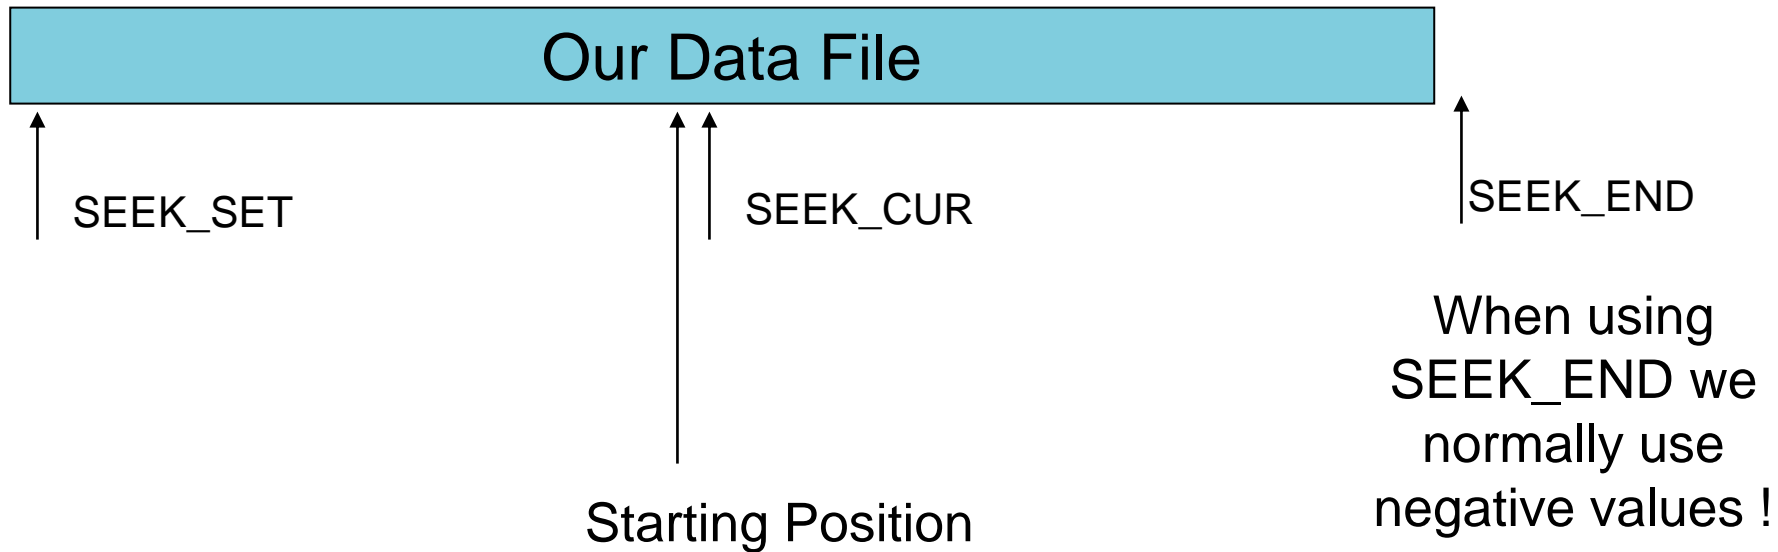 Our Data File
SEEK_SET
SEEK_CUR
SEEK_END
When using
SEEK_END we
normally use
negative values !
Starting Position